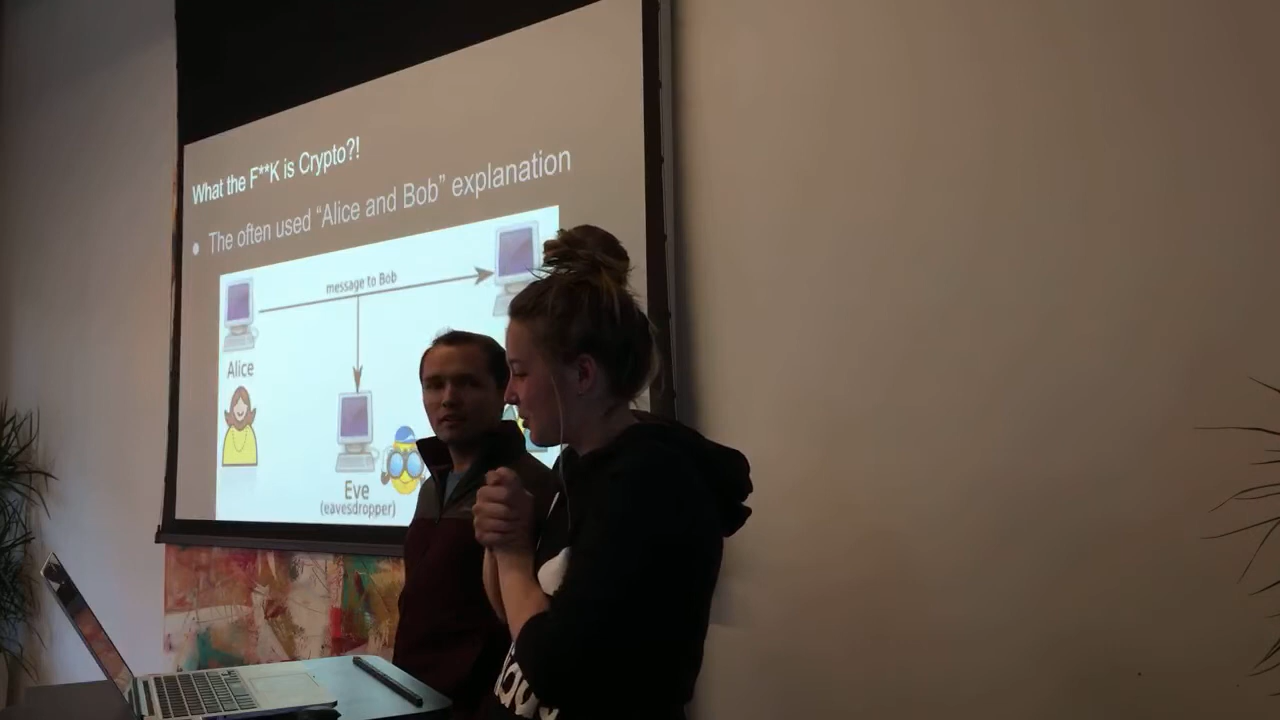 What the F**K is Crypto?!
• The often used “Alice and Bob” explanation
message to Bob
Alice
Eve
(eavesdropper)